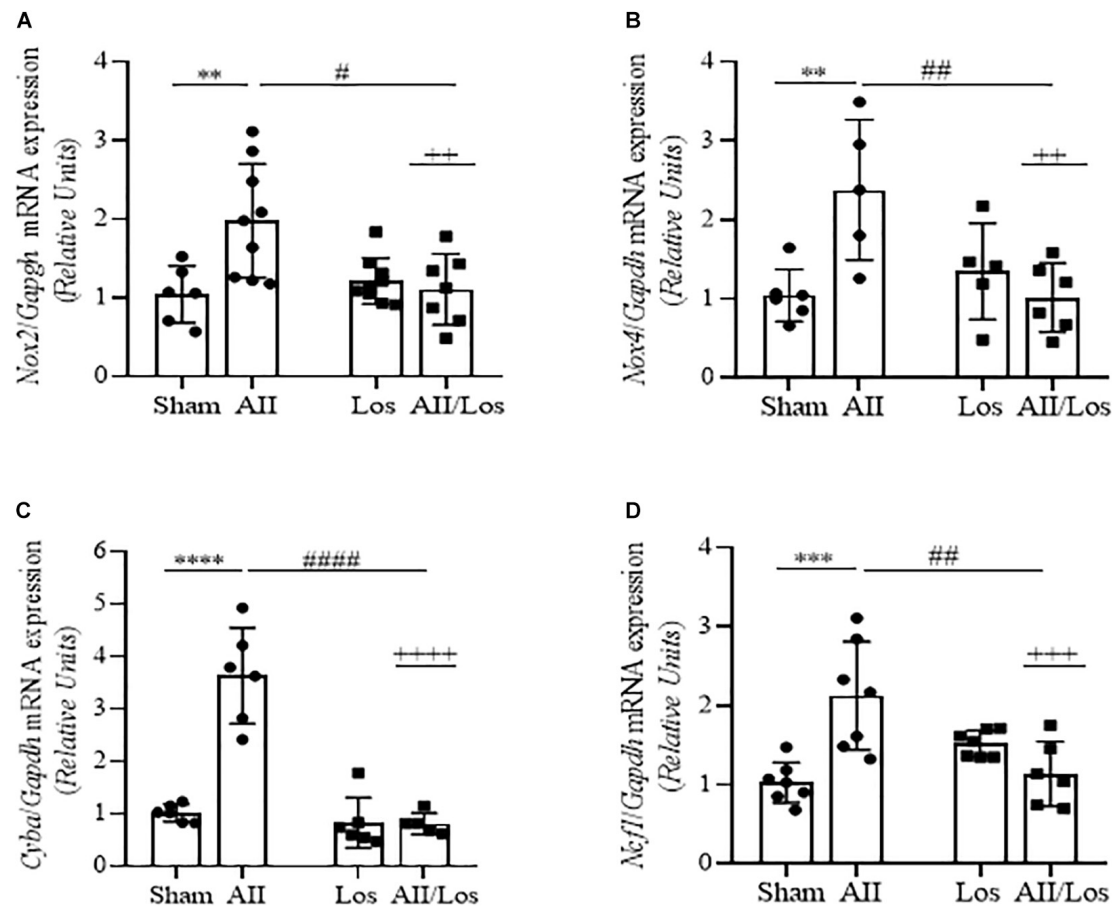 A
Nox2/Gapgh mRNA expression
(Relative Units)
4
3
2
1
0
**
#
++
Sham AII Los AII/Los
B
Nox4/Gapdh mRNA expression
(Relative Units)
4
3
2
1
0
**
##
++
Sham AII Los AII/Los
C
Cyba/Gapdh mRNA expression
(Relative Units)
6
5
4
3
2
1
0
****
####
++++
Sham AII Los AII/Los
D
Ncf1/Gapdh mRNA expression
(Relative Units)
4
3
2
1
0
***
##
+++
Sham AII Los AII/Los